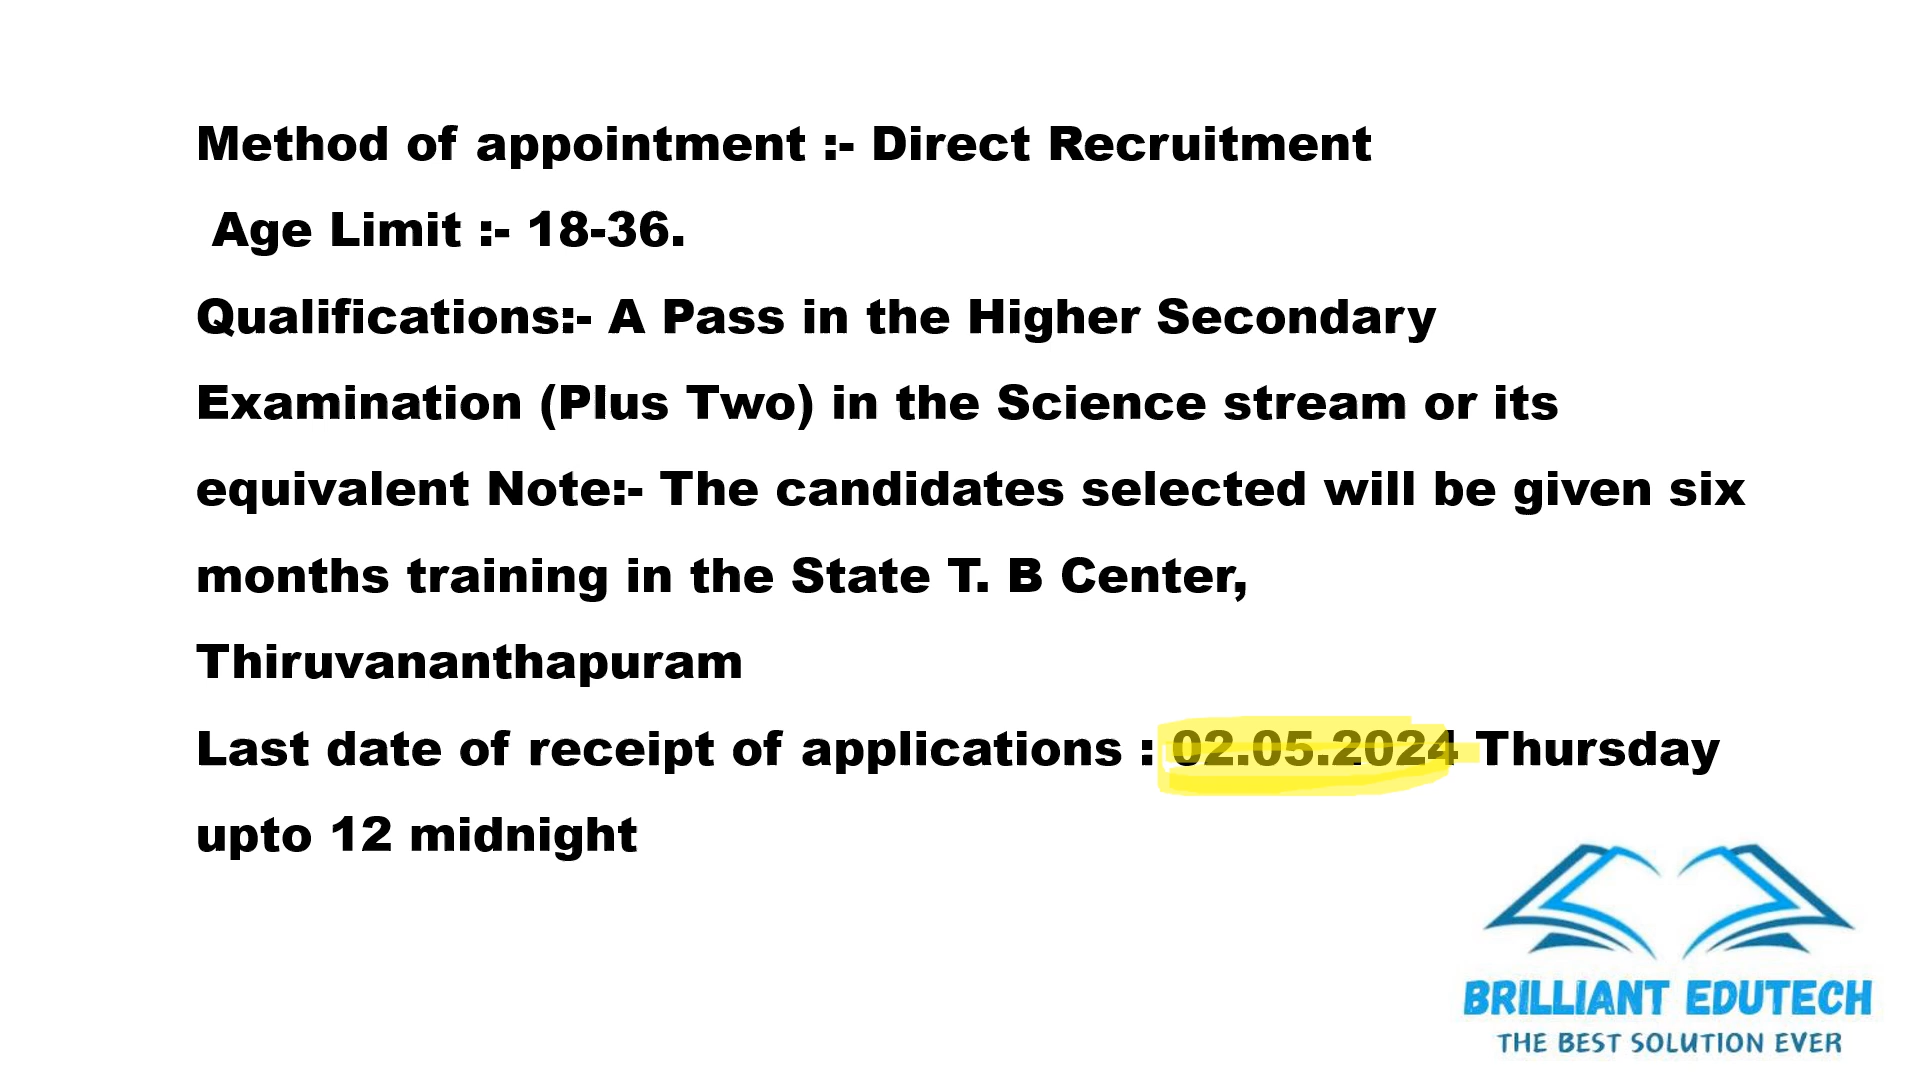 Method of appointment :- Direct Recruitment
Age Limit :- 18-36.
Qualifications:- A Pass in the Higher Secondary
Examination (Plus Two) in the Science stream or its
equivalent Note:- The candidates selected will be given six
months training in the State T. B Center,
Thiruvananthapuram
Last date of receipt of applications : 02.05.2024 Thursday
upto 12 midnight
BRILLIANT EDUTECH
THE BEST SOLUTION EVER